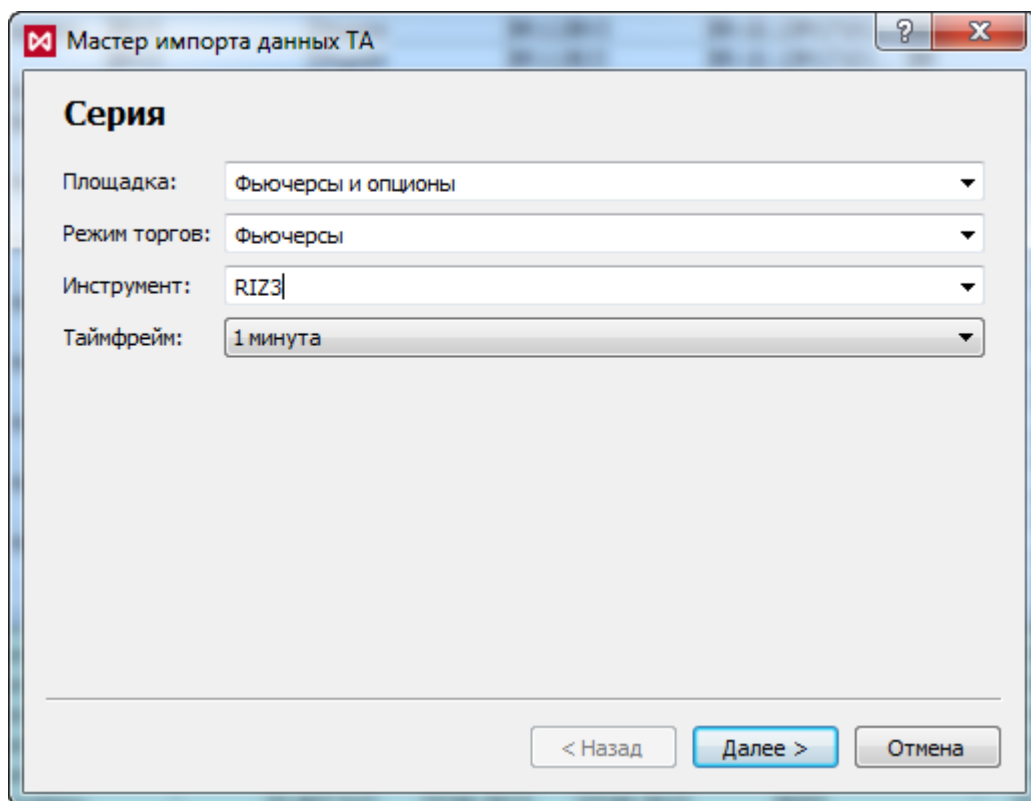 Мастер импорта данных ТА
Серия
Площадка: Фьючерсы и опционы
Режим торгов: Фьючерсы
Инструмент: RIZ3
Таймфрейм: 1 минута
< Назад Далее > Отмена